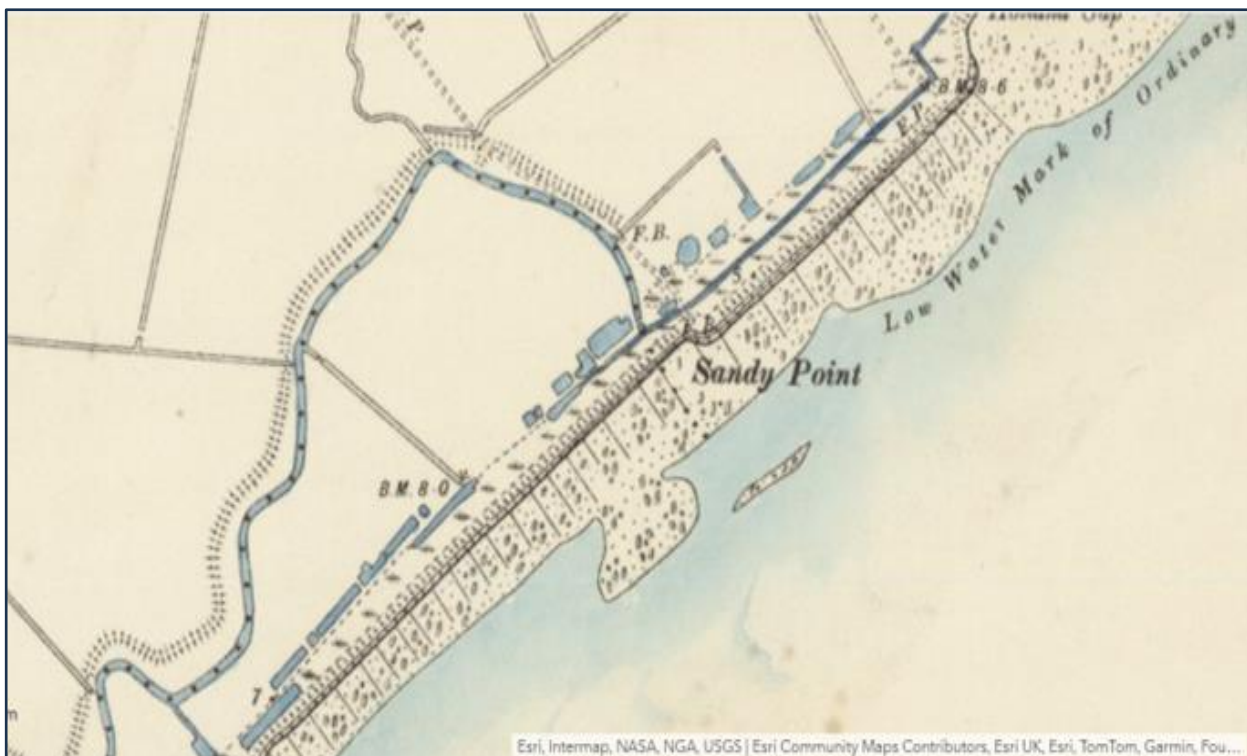 P.
Gap
B.M. 8·6
F.P.
Low Water Mark of Ordinary
F.B.
Sandy Point
B.M. 8·0
7
m
Esri, Intermap, NASA, NGA, USGS | Esri Community Maps Contributors, Esri UK, Esri, TomTom, Garmin, Fou...